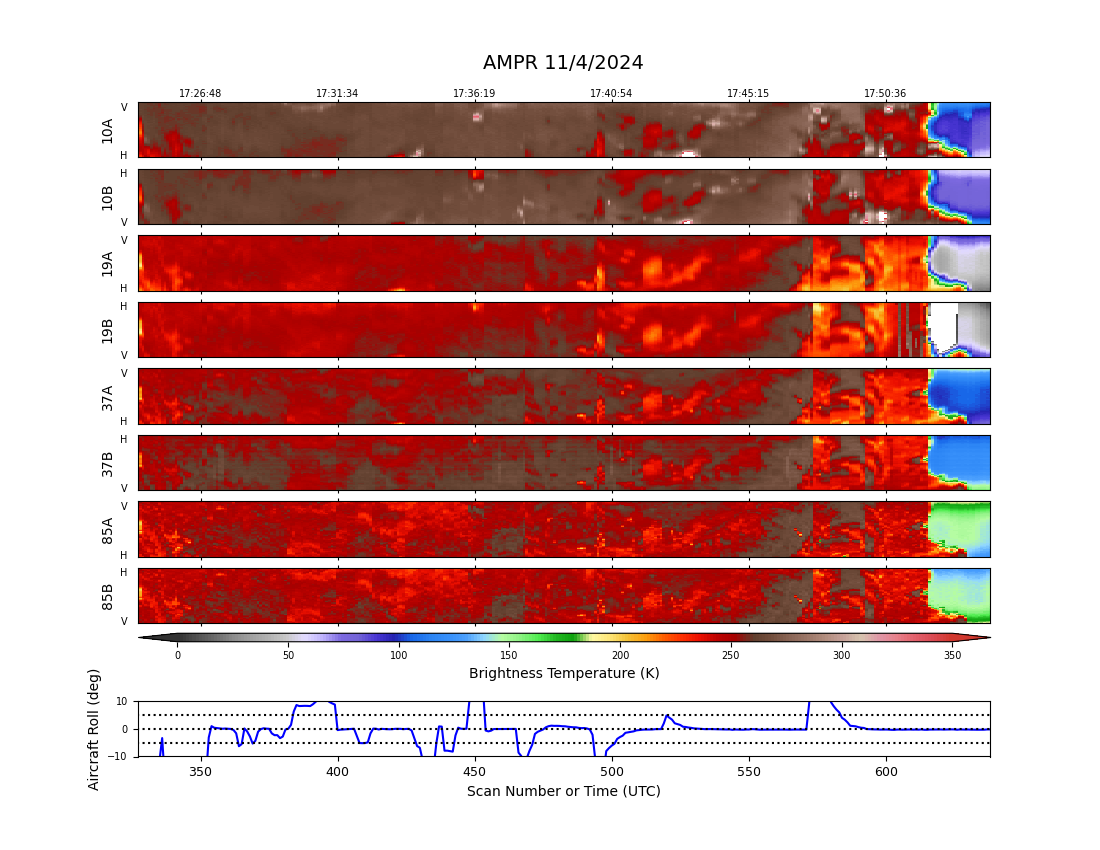 AMPR 11/4/2024
17:26:48 17:31:34 17:36:19 17:40:54 17:45:15 17:50:36
V
10A
H
H
10B
V
V
19A
H
H
19B
V
V
37A
H
H
37B
V
V
85A
H
H
85B
V
0 50 100 150 200 250 300 350
Brightness Temperature (K)
Aircraft Roll (deg)
10
0
−10
350 400 450 500 550 600
Scan Number or Time (UTC)